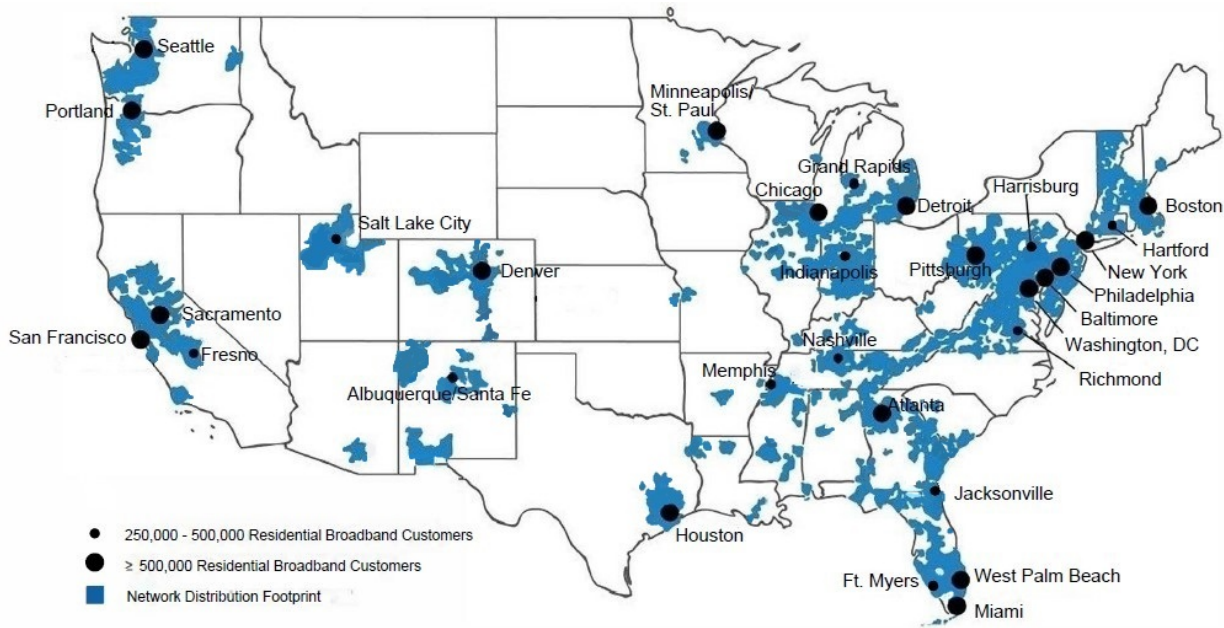 Seattle
Portland
Minneapolis/
St. Paul
Grand Rapids
Chicago
Detroit
Harrisburg
Boston
Hartford
Salt Lake City
Denver
Indianapolis
Pittsburgh
New York
Philadelphia
Baltimore
Washington, DC
Richmond
Sacramento
San Francisco
Fresno
Nashville
Memphis
Albuquerque/Santa Fe
Atlanta
Jacksonville
Houston
Ft. Myers
West Palm Beach
Miami
250,000 - 500,000 Residential Broadband Customers
≥ 500,000 Residential Broadband Customers
Network Distribution Footprint